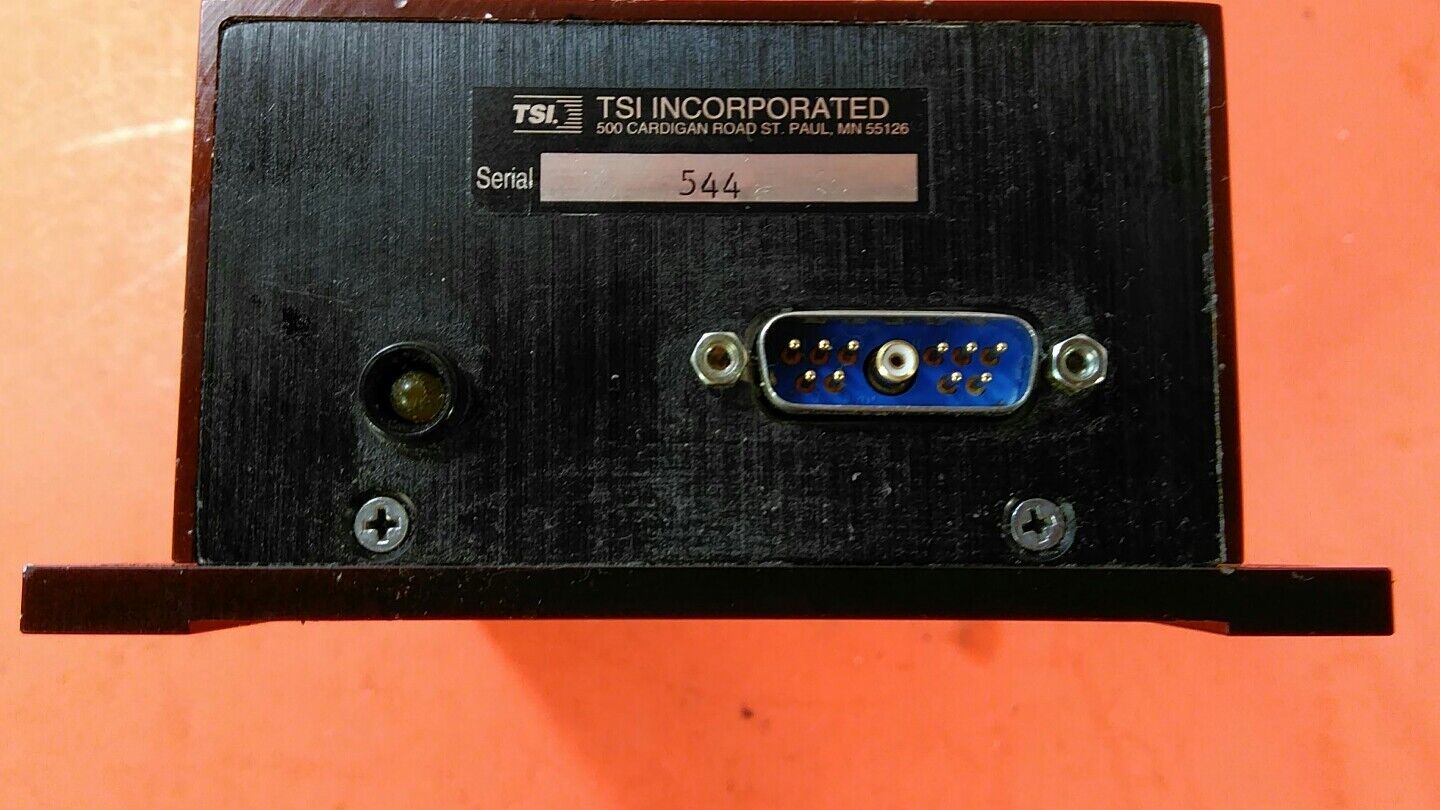 TSI. TSI INCORPORATED
500 CARDIGAN ROAD ST. PAUL, MN 55126
Serial 544